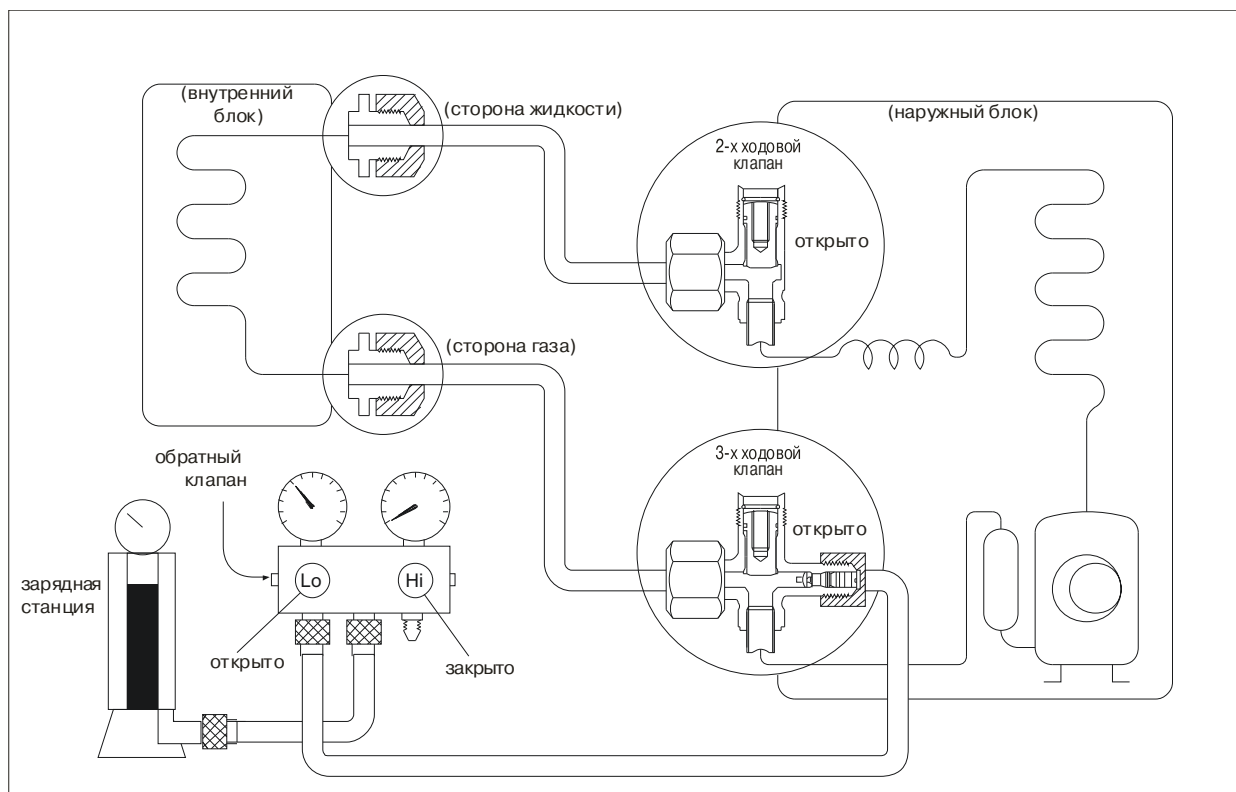 (внутренний
блок)
(сторона жидкости)
(наружный блок)
2-х ходовой
клапан
открыто
(сторона газа)
3-х ходовой
клапан
открыто
обратный
клапан
зарядная
станция
Lo
Hi
открыто
закрыто